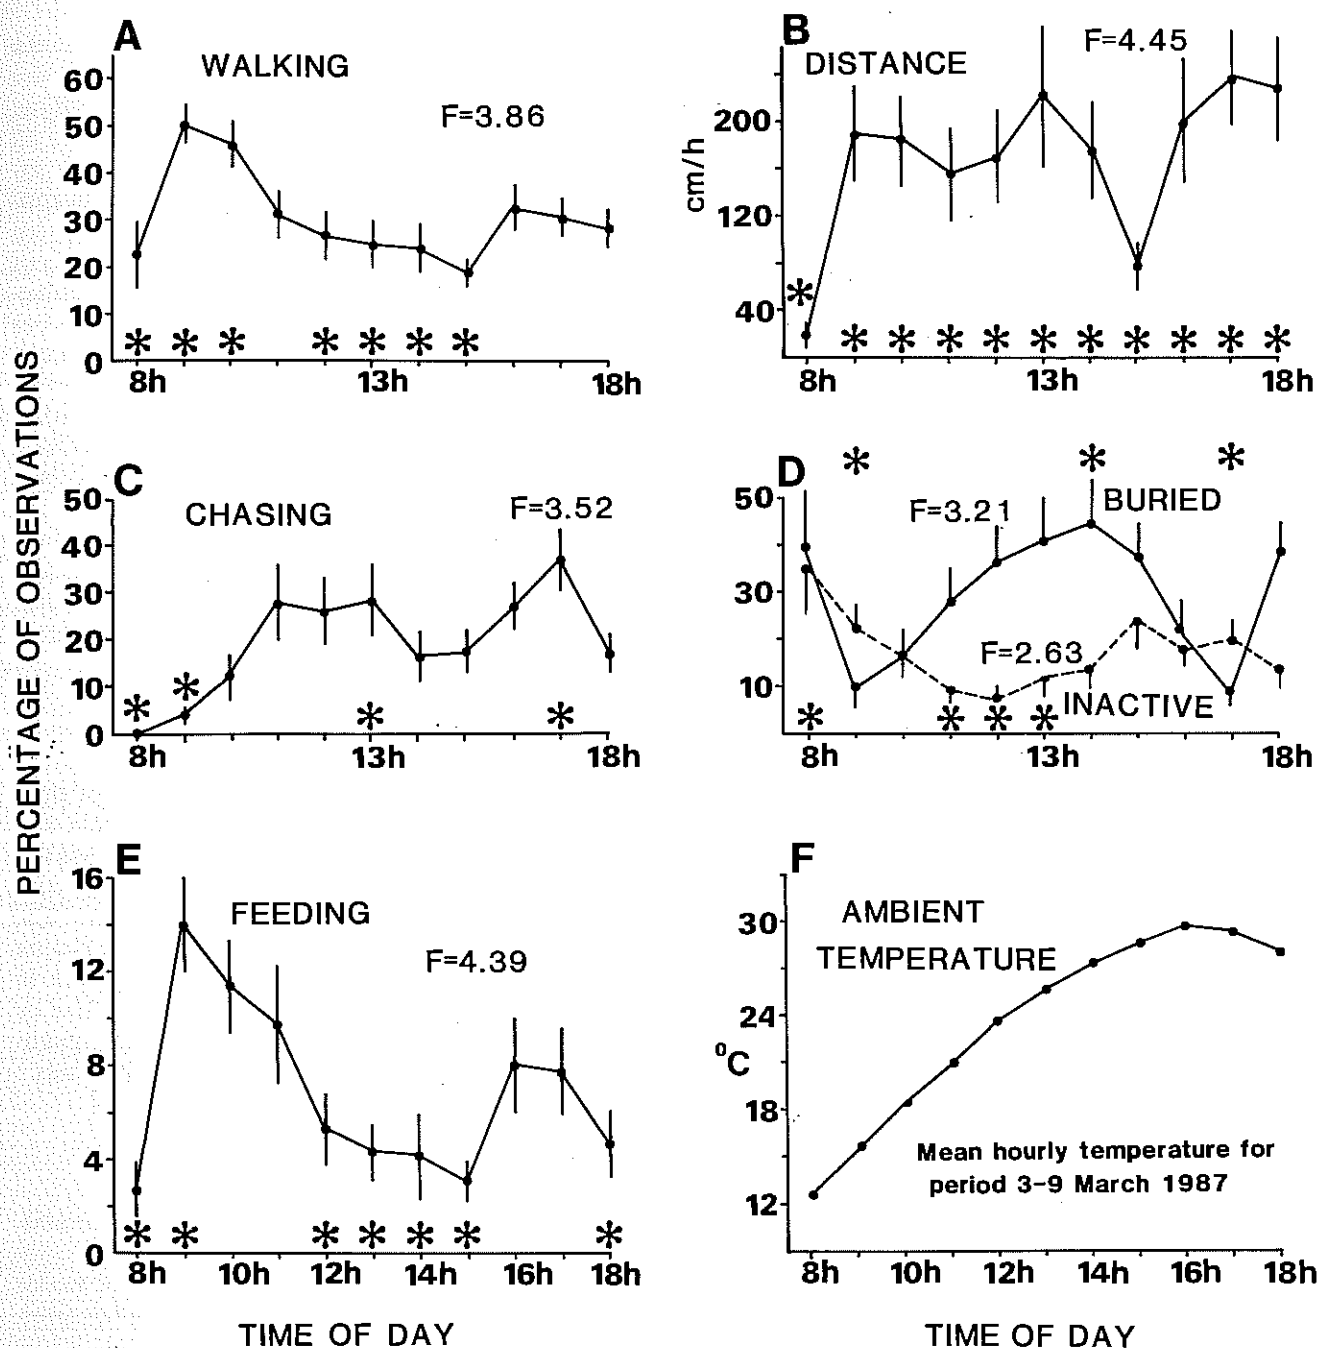 PERCENTAGE OF OBSERVATIONS
A
WALKING
F=3.86
60
50
40
30
20
10
0
* * * * * * *
8h 13h 18h
B
DISTANCE
F=4.45
cm/h
200
120
40
*
* * * * * * * * * *
8h 13h 18h
C
CHASING
F=3.52
50
40
30
20
10
0
* * * *
8h 13h 18h
D
* * *
BURIED
F=3.21
50
30
10
F=2.63
INACTIVE
* * * *
8h 13h 18h
E
FEEDING
F=4.39
16
12
8
4
0
* * * * * * *
8h 10h 12h 14h 16h 18h
TIME OF DAY
F
AMBIENT
TEMPERATURE
30
24
°C
18
12
Mean hourly temperature for
period 3-9 March 1987
8h 10h 12h 14h 16h 18h
TIME OF DAY